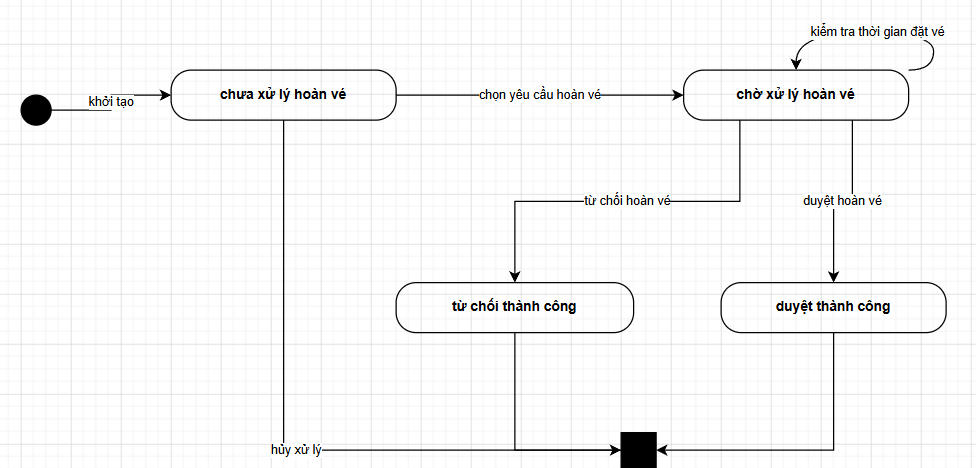 kiểm tra thời gian đặt vé
khởi tạo
chưa xử lý hoàn vé
chọn yêu cầu hoàn vé
chờ xử lý hoàn vé
từ chối hoàn vé
duyệt hoàn vé
từ chối thành công
duyệt thành công
hủy xử lý